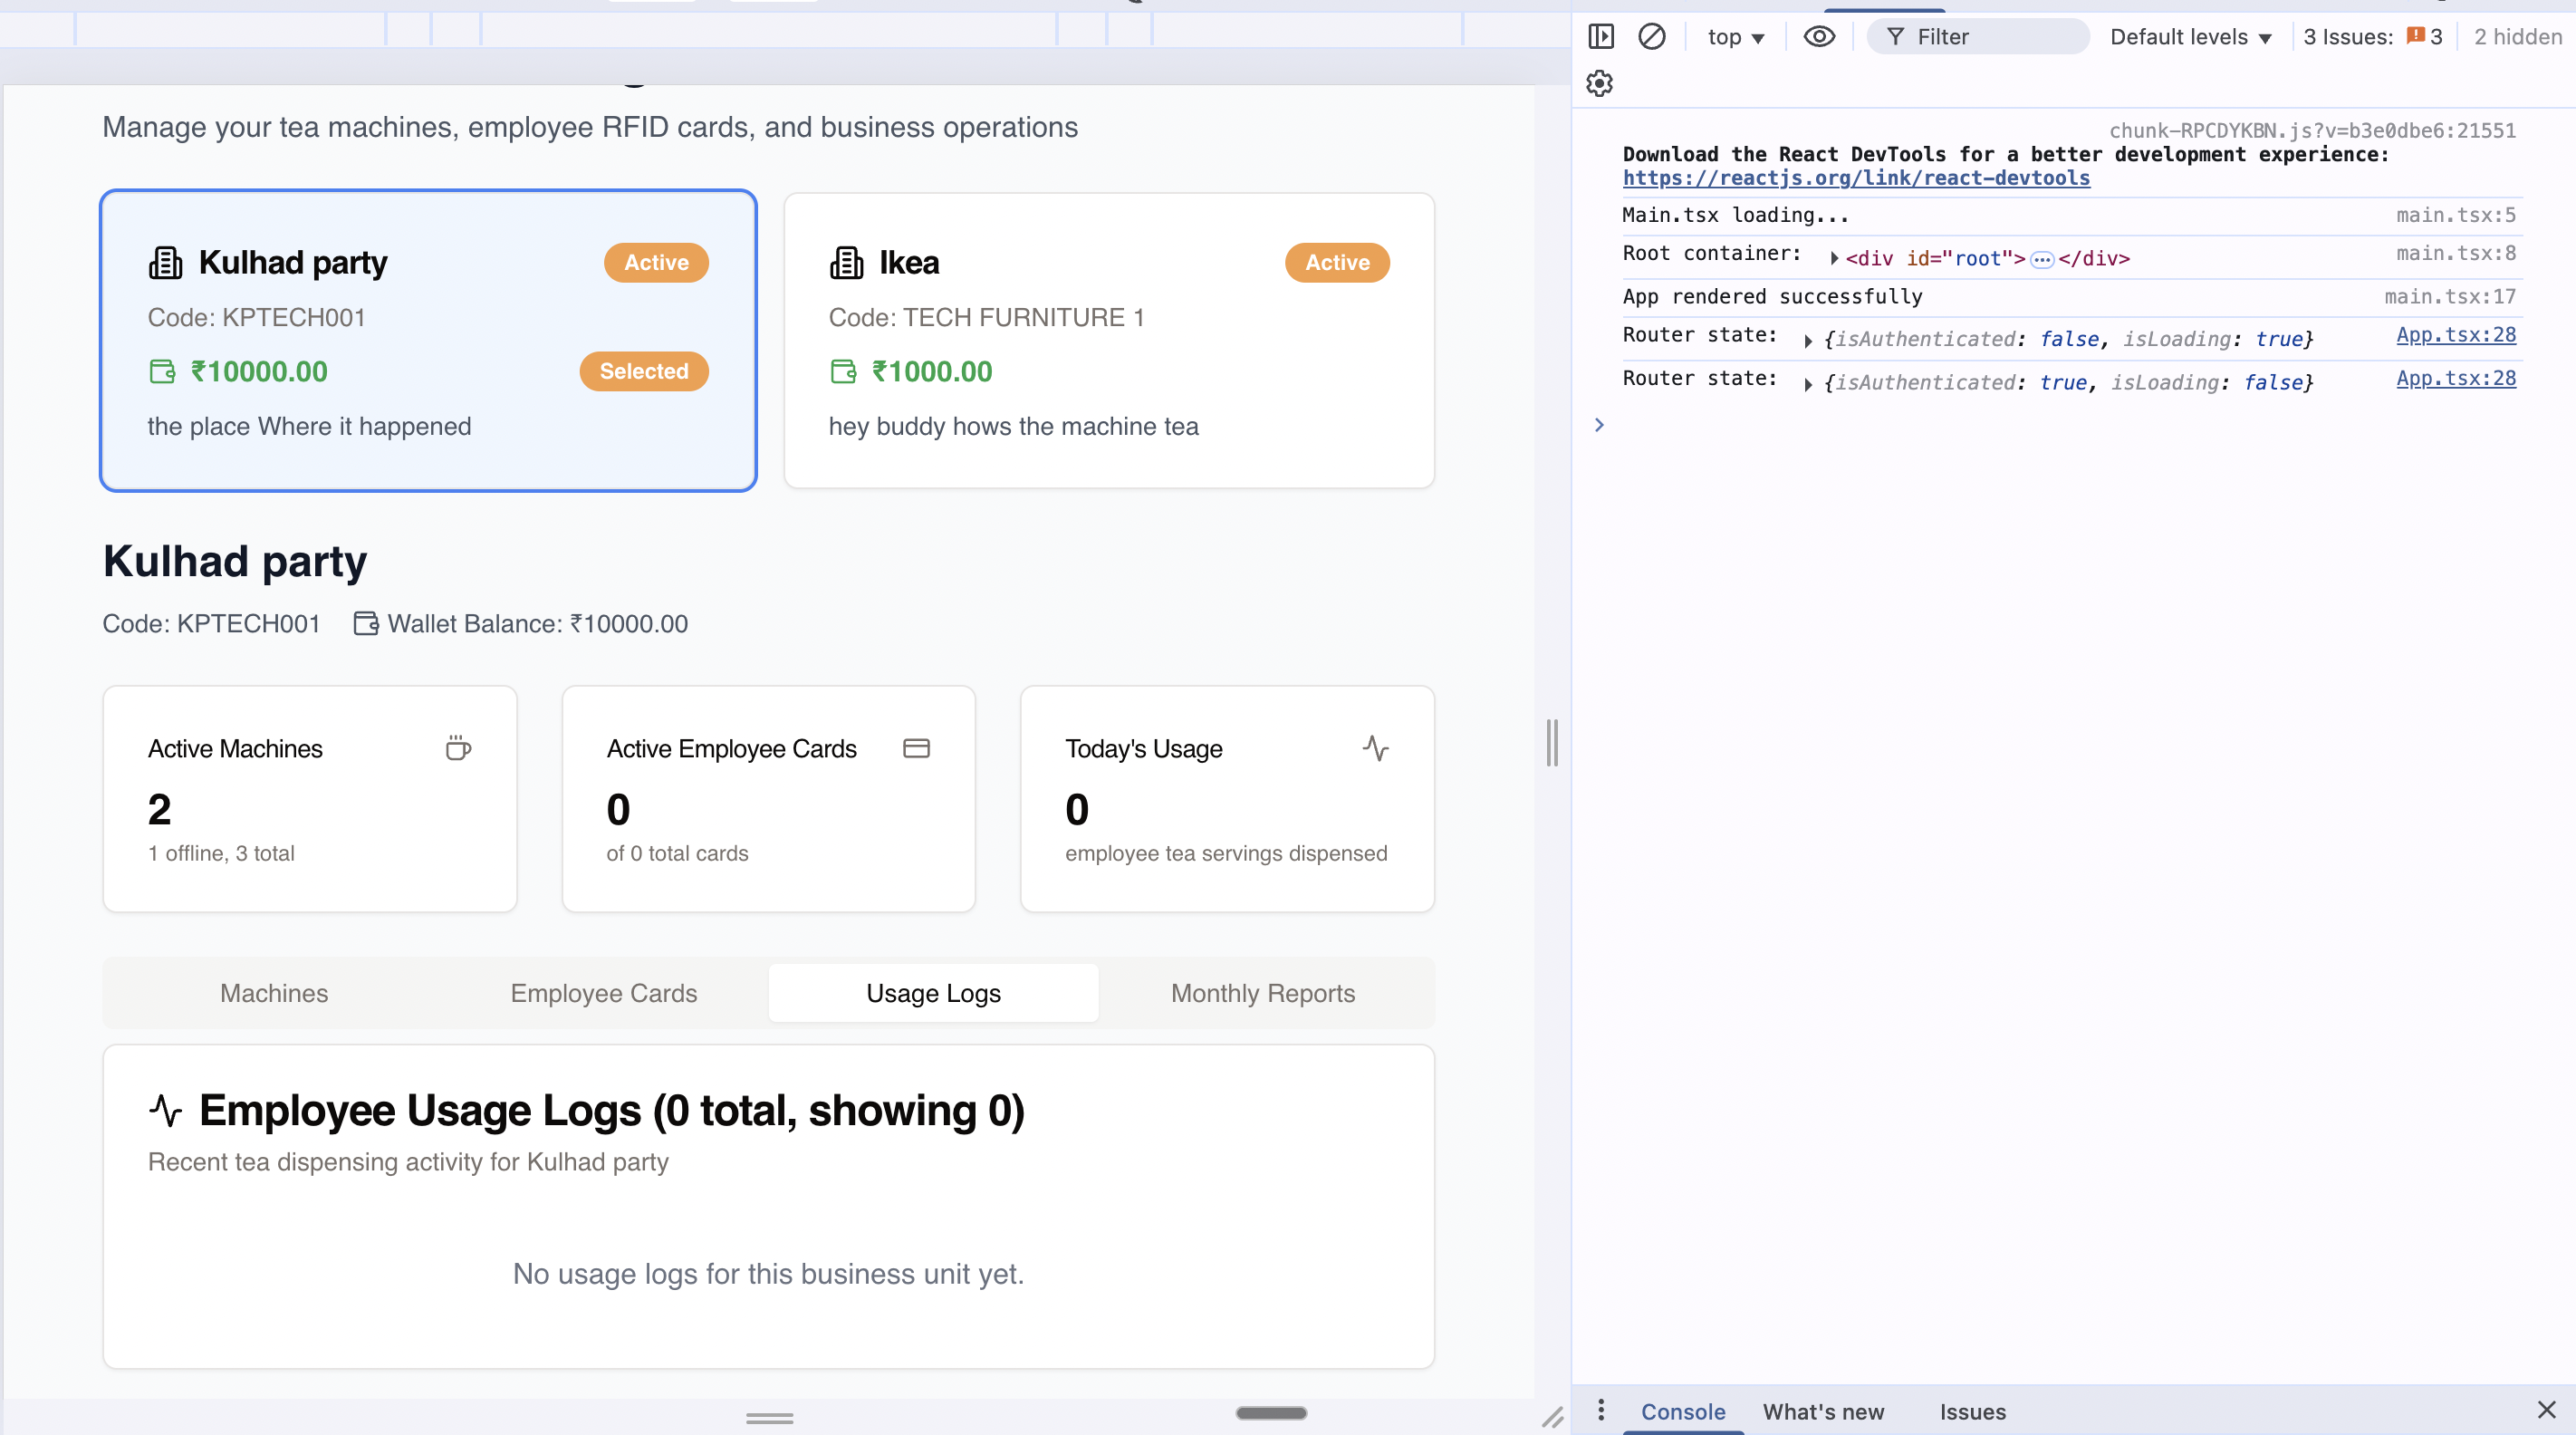 Manage your tea machines, employee RFID cards, and business operations
Kulhad party
Active
Code: KPTECH001
₹10000.00
Selected
the place Where it happened
Ikea
Active
Code: TECH FURNITURE 1
₹1000.00
hey buddy hows the machine tea
Kulhad party
Code: KPTECH001 Wallet Balance: ₹10000.00
Active Machines
2
1 offline, 3 total
Active Employee Cards
0
of 0 total cards
Today's Usage
0
employee tea servings dispensed
Machines Employee Cards Usage Logs Monthly Reports
Employee Usage Logs (0 total, showing 0)
Recent tea dispensing activity for Kulhad party
No usage logs for this business unit yet.
top Filter Default levels 3 Issues: 3 2 hidden
chunk-RPCDYKBN.js?v=b3e0dbe6:21551
Download the React DevTools for a better development experience:
https://reactjs.org/link/react-devtools
Main.tsx loading... main.tsx:5
Root container: <div id="root">…</div> main.tsx:8
App rendered successfully main.tsx:17
Router state: {isAuthenticated: false, isLoading: true} App.tsx:28
Router state: {isAuthenticated: true, isLoading: false} App.tsx:28
Console What's new Issues